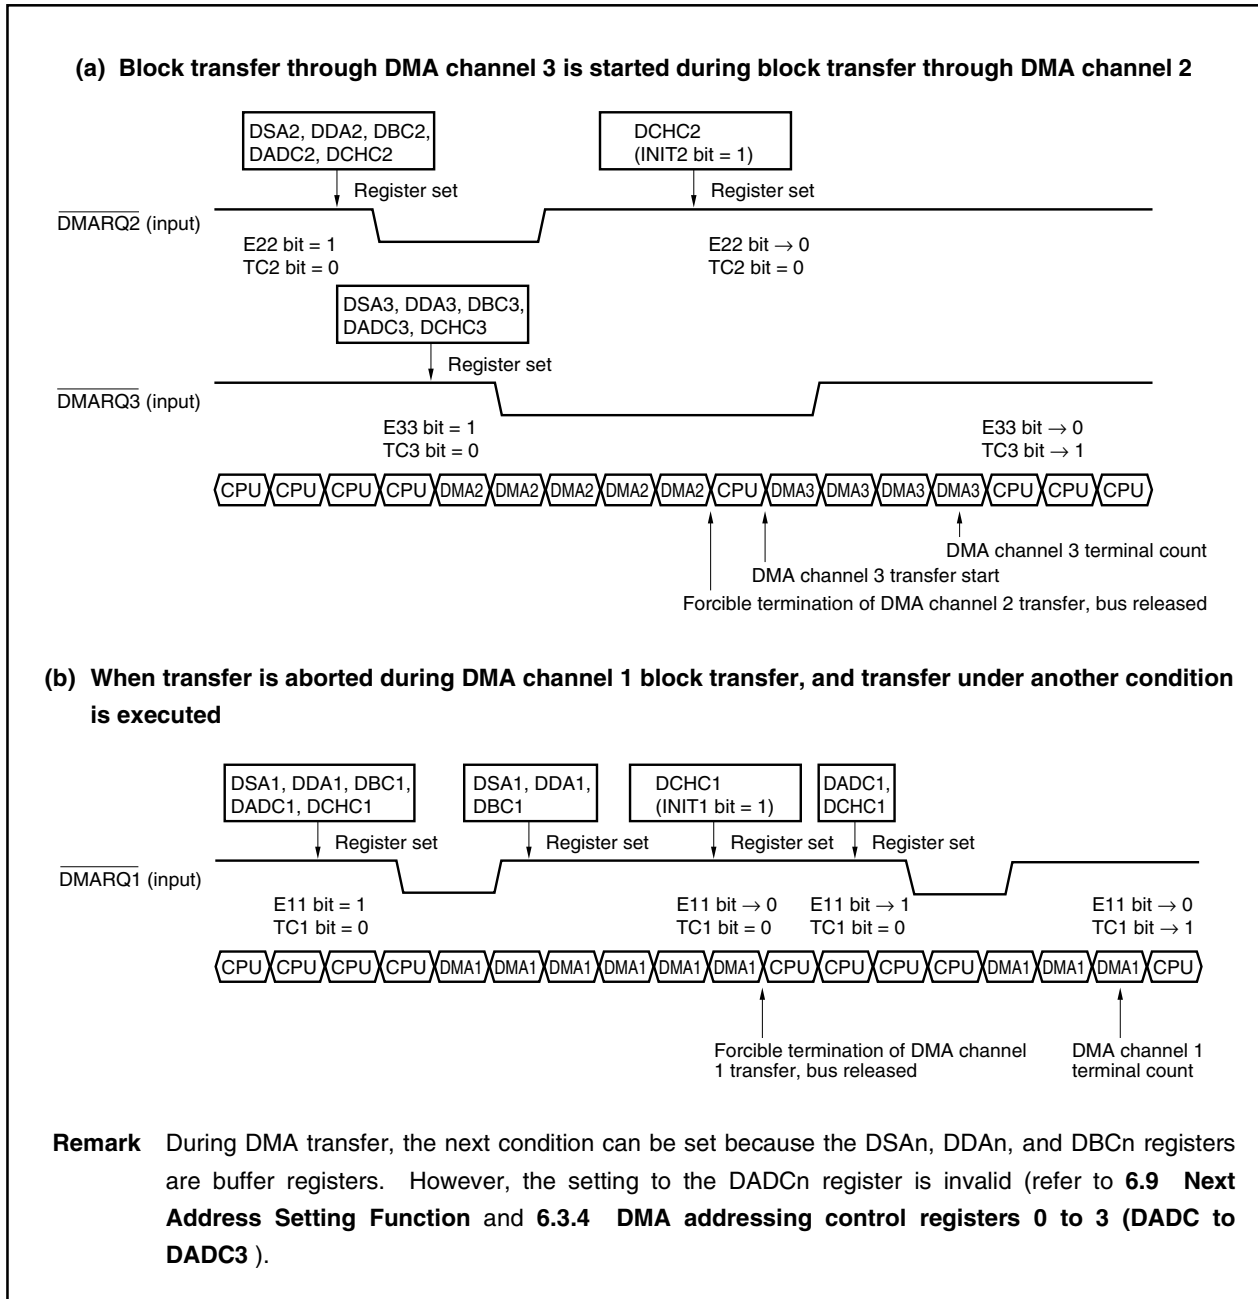 (a) Block transfer through DMA channel 3 is started during block transfer through DMA channel 2
DSA2, DDA2, DBC2,
DADC2, DCHC2
DCHC2
(INIT2 bit = 1)
Register set
Register set
DMARQ2 (input)
E22 bit = 1
TC2 bit = 0
E22 bit → 0
TC2 bit = 0
DSA3, DDA3, DBC3,
DADC3, DCHC3
Register set
DMARQ3 (input)
E33 bit = 1
TC3 bit = 0
E33 bit → 0
TC3 bit → 1
CPU CPU CPU CPU DMA2 DMA2 DMA2 DMA2 DMA2 CPU DMA3 DMA3 DMA3 DMA3 CPU CPU CPU
DMA channel 3 terminal count
DMA channel 3 transfer start
Forcible termination of DMA channel 2 transfer, bus released
(b) When transfer is aborted during DMA channel 1 block transfer, and transfer under another condition
is executed
DSA1, DDA1, DBC1,
DADC1, DCHC1
DSA1, DDA1,
DBC1
DCHC1
(INIT1 bit = 1)
DADC1,
DCHC1
Register set
Register set
Register set
Register set
DMARQ1 (input)
E11 bit = 1
TC1 bit = 0
E11 bit → 0
TC1 bit = 0
E11 bit → 1
TC1 bit = 0
E11 bit → 0
TC1 bit → 1
CPU CPU CPU CPU DMA1 DMA1 DMA1 DMA1 DMA1 DMA1 CPU CPU CPU CPU DMA1 DMA1 DMA1 CPU
Forcible termination of DMA channel
1 transfer, bus released
DMA channel 1
terminal count
Remark During DMA transfer, the next condition can be set because the DSAn, DDAn, and DBCn registers
are buffer registers. However, the setting to the DADCn register is invalid (refer to 6.9 Next
Address Setting Function and 6.3.4 DMA addressing control registers 0 to 3 (DADC to
DADC3 ).